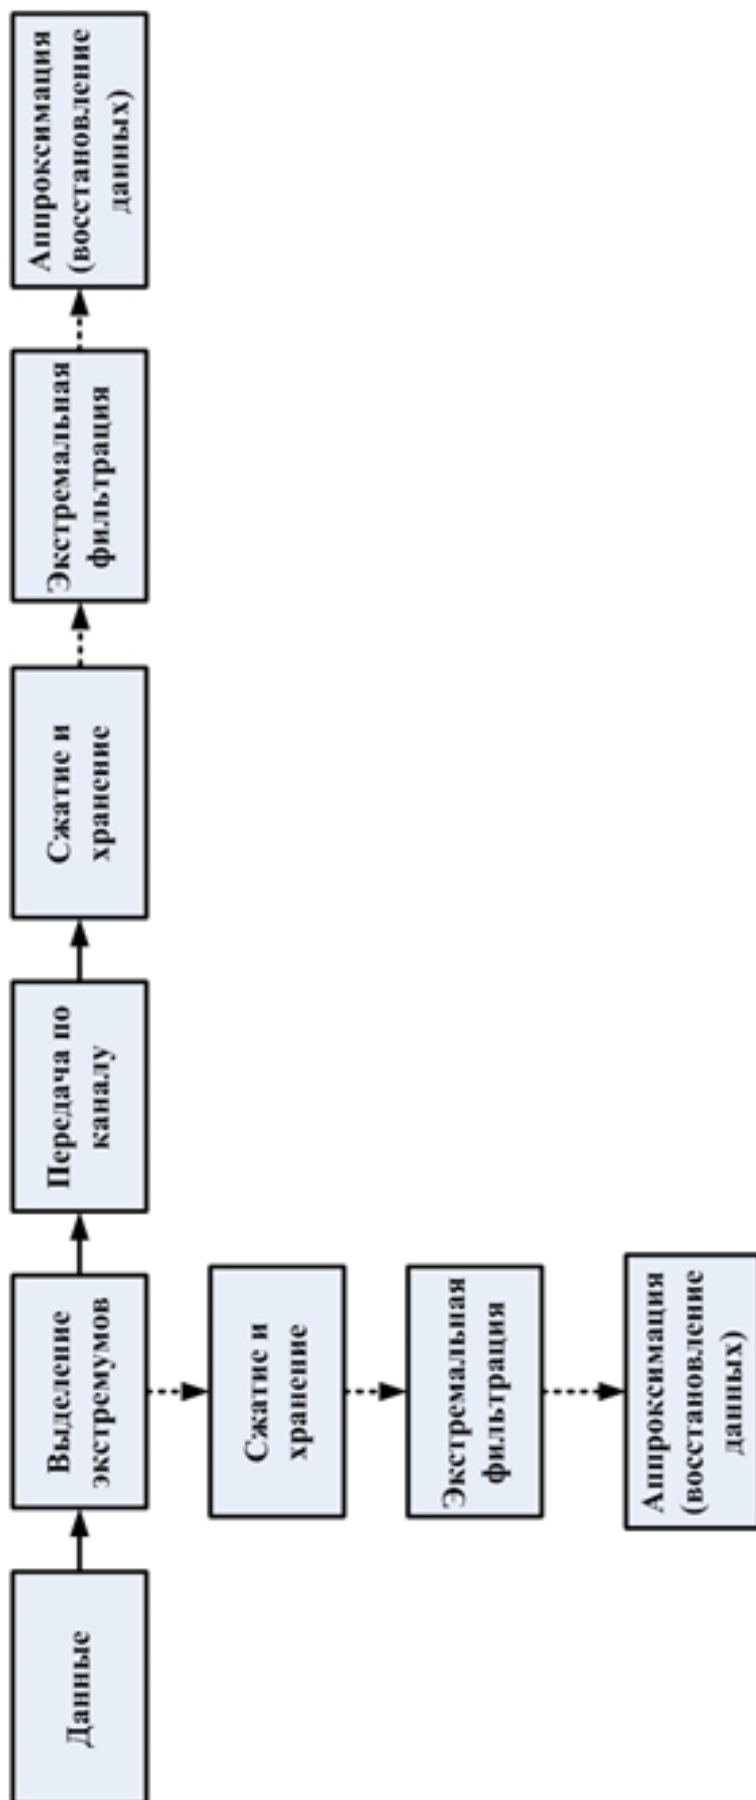 Данные
Выделение
экстремумов
Передача по
каналу
Сжатие и
хранение
Экстремальная
фильтрация
Аппроксимация
(восстановление
данных)
Сжатие и
хранение
Экстремальная
фильтрация
Аппроксимация
(восстановление
данных)